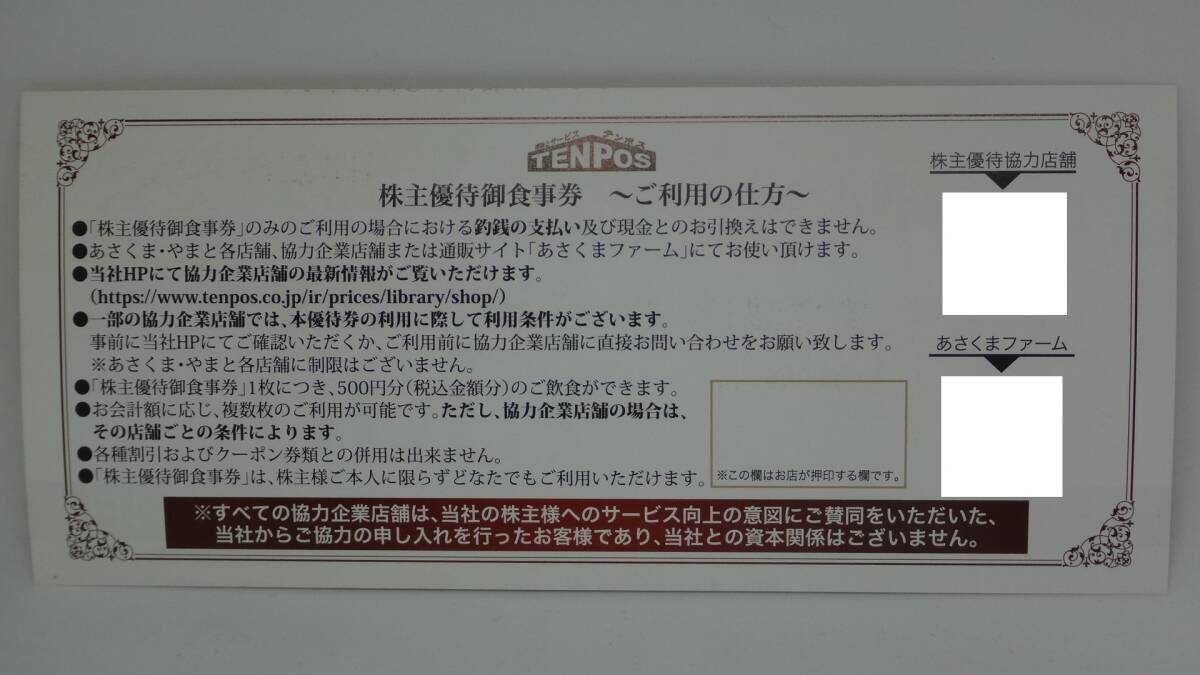 TENPOS
株主優待御食事券 ～ご利用の仕方～
●「株主優待御食事券」のみのご利用の場合における釣銭の支払い及び現金とのお引換えはできません。
●あさくま・やまと各店舗、協力企業店舗または通販サイト「あさくまファーム」にてお使い頂けます。
●当社HPにて協力企業店舗の最新情報がご覧いただけます。
（https://www.tenpos.co.jp/ir/prices/library/shop/）
●一部の協力企業店舗では、本優待券の利用に際して利用条件がございます。
事前に当社HPにてご確認いただくか、ご利用前に協力企業店舗に直接お問い合わせをお願い致します。
※あさくま・やまと各店舗に制限はございません。
●「株主優待御食事券」1枚につき、500円分（税込金額分）のご飲食ができます。
●お会計額に応じ、複数枚のご利用が可能です。ただし、協力企業店舗の場合は、
その店舗ごとの条件によります。
●各種割引およびクーポン券類との併用は出来ません。
●「株主優待御食事券」は、株主様ご本人に限らずどなたでもご利用いただけます。
※この欄はお店が押印する欄です。
株主優待協力店舗
あさくまファーム
※すべての協力企業店舗は、当社の株主様へのサービス向上の意図にご賛同をいただいた、
当社からご協力の申し入れを行ったお客様であり、当社との資本関係はございません。